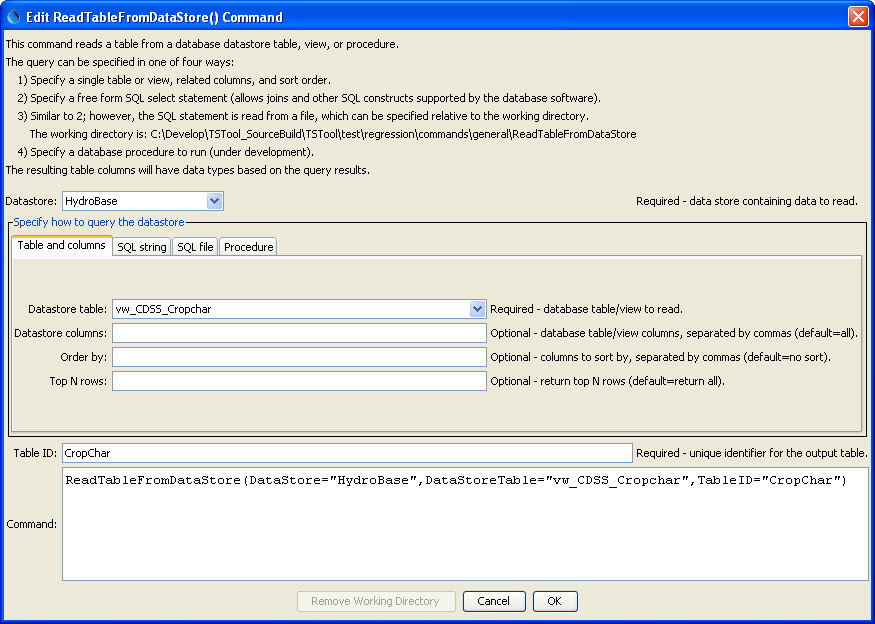 Edit ReadTableFromDataStore() Command
This command reads a table from a database datastore table, view, or procedure.
The query can be specified in one of four ways:
1) Specify a single table or view, related columns, and sort order.
2) Specify a free form SQL select statement (allows joins and other SQL constructs supported by the database software).
3) Similar to 2; however, the SQL statement is read from a file, which can be specified relative to the working directory.
The working directory is: C:\Develop\TSTool_SourceBuild\TSTool\test\regression\commands\general\ReadTableFromDataStore
4) Specify a database procedure to run (under development).
The resulting table columns will have data types based on the query results.
Datastore: HydroBase Required - data store containing data to read.
Specify how to query the datastore
Table and columns SQL string SQL file Procedure
Datastore table: vw_CDSS_Cropchar Required - database table/view to read.
Datastore columns: Optional - database table/view columns, separated by commas (default=all).
Order by: Optional - columns to sort by, separated by commas (default=no sort).
Top N rows: Optional - return top N rows (default=return all).
Table ID: CropChar Required - unique identifier for the output table.
ReadTableFromDataStore(DataStore="HydroBase",DataStoreTable="vw_CDSS_Cropchar",TableID="CropChar")
Command:
Remove Working Directory Cancel OK